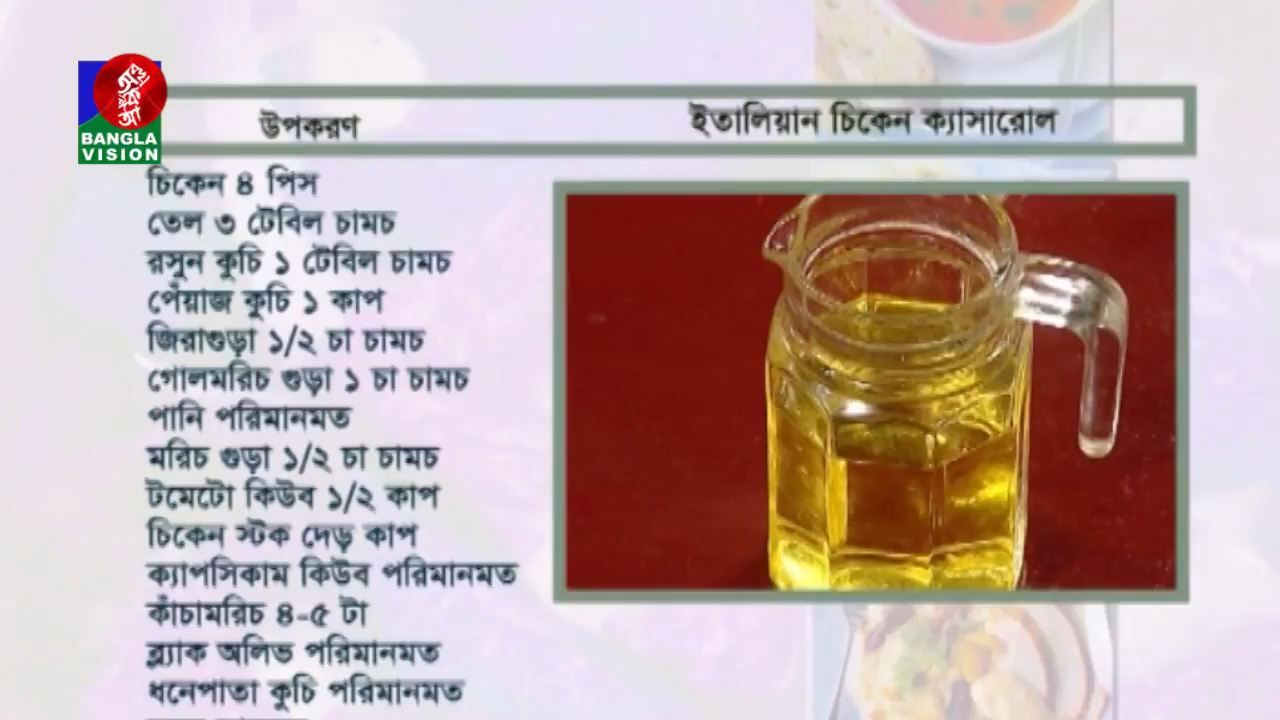 BANGLA
VISION
উপকরণ
ইতালিয়ান চিকেন ক্যাসারোল
চিকেন ৪ পিস
তেল ৩ টেবিল চামচ
রসুন কুচি ১ টেবিল চামচ
পেঁয়াজ কুচি ১ কাপ
জিরাগুড়া ১/২ চা চামচ
গোলমরিচ গুড়া ১ চা চামচ
পানি পরিমানমত
মরিচ গুড়া ১/২ চা চামচ
টমেটো কিউব ১/২ কাপ
চিকেন স্টক দেড় কাপ
ক্যাপসিকাম কিউব পরিমানমত
কাঁচামরিচ ৪-৫ টা
ব্ল্যাক অলিভ পরিমানমত
ধনেপাতা কুচি পরিমানমত